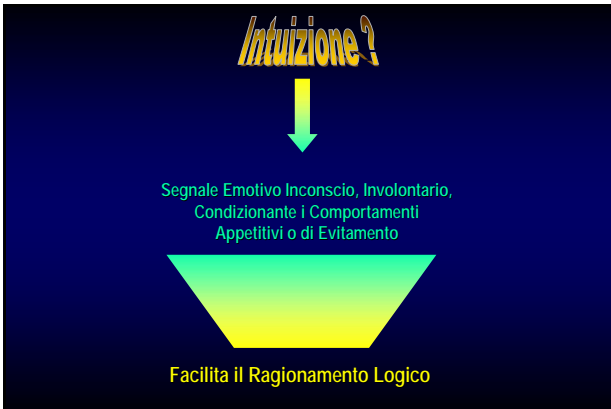 Intuizione ?
Segnale Emotivo Inconscio, Involontario,
Condizionante i Comportamenti
Appetitivi o di Evitamento
Facilita il Ragionamento Logico